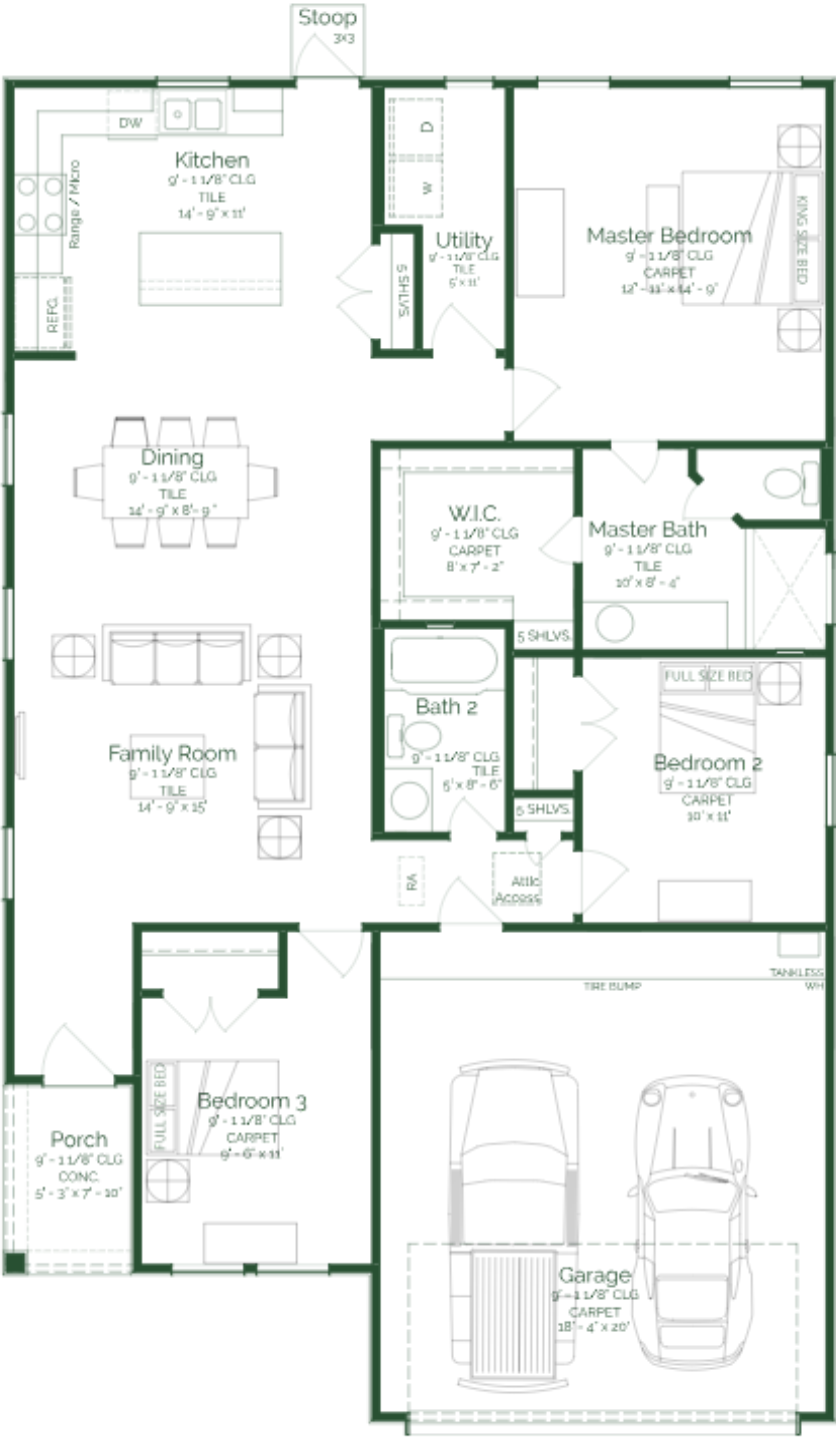 Stoop
3X3
DW
Kitchen
9' - 1 1/8" CLG
TILE
14' - 9" x 11'
Range / Micro
REFG.
D
W
Utility
9' - 1 1/8" CLG
TILE
5' x 11'
5 SHLVS.
Master Bedroom
9' - 1 1/8" CLG
CARPET
12' - 11" x 14' - 9"
KING SIZE BED
Dining
9' - 1 1/8" CLG
TILE
14' - 9" x 8'- 9 "
W.I.C.
9' - 1 1/8" CLG
CARPET
8' x 7' - 2"
5 SHLVS.
Master Bath
9' - 1 1/8" CLG
TILE
10' x 8' - 4"
Family Room
9' - 1 1/8" CLG
TILE
14' - 9" x 15'
Bath 2
9' - 1 1/8" CLG
TILE
5' x 8' - 6"
FULL SIZE BED
Bedroom 2
9' - 1 1/8" CLG
CARPET
10' x 11'
5 SHLVS.
RA
Attic
Access
TANKLESS
WH
TIRE BUMP
FULL SIZE BED
Bedroom 3
9' - 1 1/8" CLG
CARPET
9' - 6" x 11'
Porch
9' - 1 1/8" CLG
CONC.
5' - 3" x 7' - 10"
Garage
9' - 1 1/8" CLG
CARPET
18' - 4" x 20'